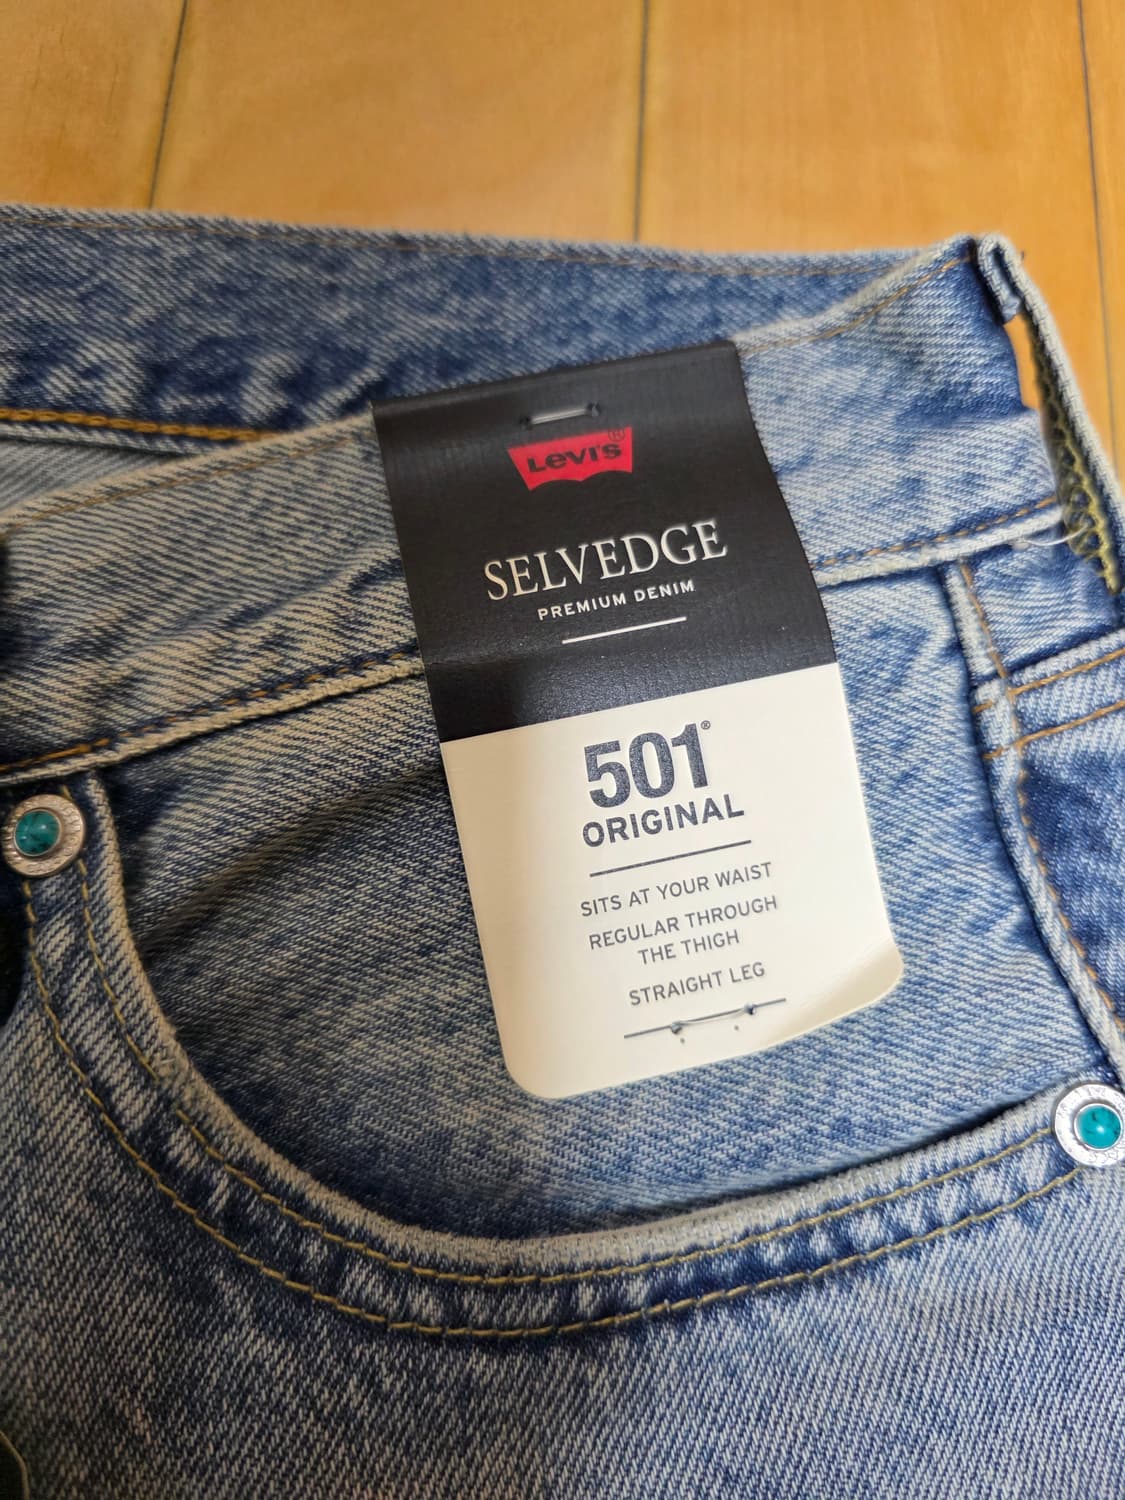 Levi's®
SELVEDGE
PREMIUM DENIM
501®
ORIGINAL
SITS AT YOUR WAIST
REGULAR THROUGH
THE THIGH
STRAIGHT LEG